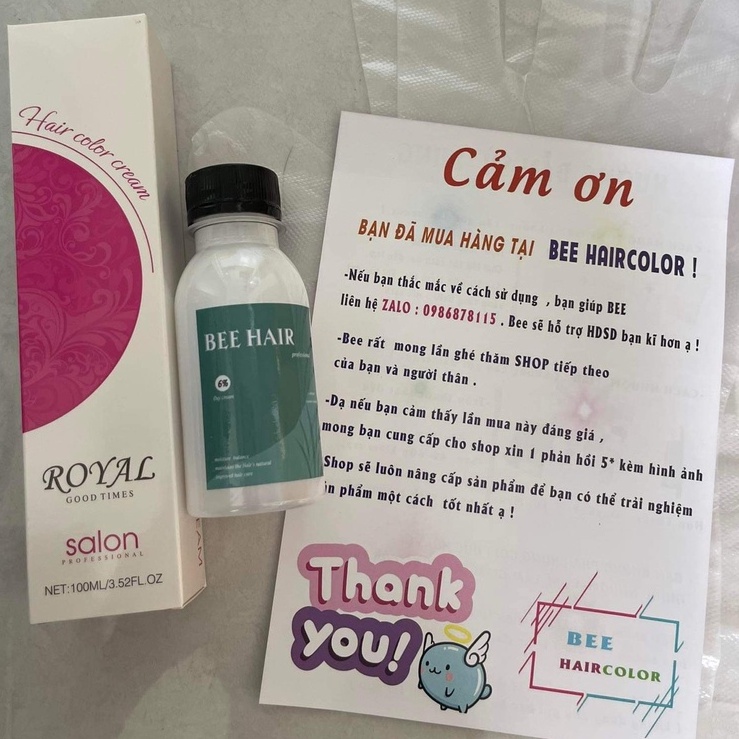 Hair color cream
ROYAL
GOOD TIMES
salon
PROFESSIONAL
NET:100ML/3.52FL.OZ
BEE HAIR
6%
Cảm ơn
BẠN ĐÃ MUA HÀNG TẠI BEE HAIRCOLOR !
-Nếu bạn thắc mắc về cách sử dụng , bạn giúp BEE
liên hệ ZALO : 0986878115 . Bee sẽ hỗ trợ HDSD bạn kĩ hơn ạ !
-Bee rất mong lần ghé thăm SHOP tiếp theo
của bạn và người thân .
-Dạ nếu bạn cảm thấy lần mua này đáng giá ,
mong bạn cung cấp cho shop xin 1 phản hồi 5* kèm hình ảnh
Shop sẽ luôn nâng cấp sản phẩm để bạn có thể trải nghiệm
ản phẩm một cách tốt nhất ạ !
Thank
you!
BEE
HAIRCOLOR